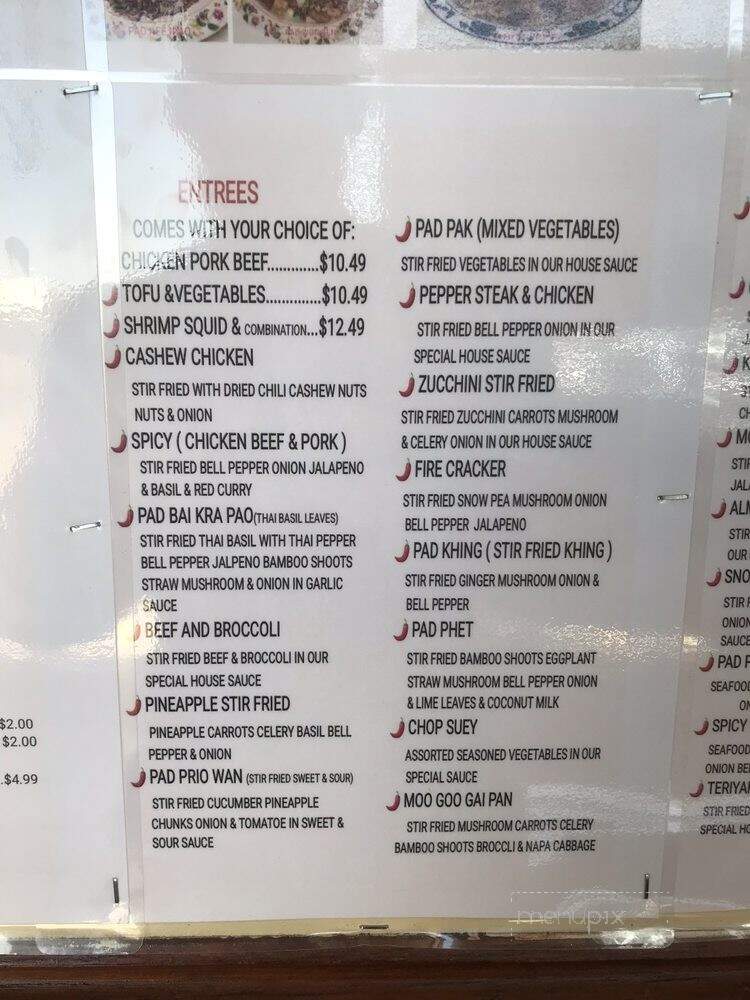 ENTREES
COMES WITH YOUR CHOICE OF:
CHICKEN PORK BEEF.............$10.49
TOFU &VEGETABLES..............$10.49
SHRIMP SQUID & COMBINATION...$12.49
CASHEW CHICKEN
STIR FRIED WITH DRIED CHILI CASHEW NUTS
NUTS & ONION
SPICY ( CHICKEN BEEF & PORK )
STIR FRIED BELL PEPPER ONION JALAPENO
& BASIL & RED CURRY
PAD BAI KRA PAO(THAI BASIL LEAVES)
STIR FRIED THAI BASIL WITH THAI PEPPER
BELL PEPPER JALPENO BAMBOO SHOOTS
STRAW MUSHROOM & ONION IN GARLIC
SAUCE
BEEF AND BROCCOLI
STIR FRIED BEEF & BROCCOLI IN OUR
SPECIAL HOUSE SAUCE
PINEAPPLE STIR FRIED
PINEAPPLE CARROTS CELERY BASIL BELL
PEPPER & ONION
PAD PRIO WAN (STIR FRIED SWEET & SOUR)
STIR FRIED CUCUMBER PINEAPPLE
CHUNKS ONION & TOMATOE IN SWEET &
SOUR SAUCE
PAD PAK (MIXED VEGETABLES)
STIR FRIED VEGETABLES IN OUR HOUSE SAUCE
PEPPER STEAK & CHICKEN
STIR FRIED BELL PEPPER ONION IN OUR
SPECIAL HOUSE SAUCE
ZUCCHINI STIR FRIED
STIR FRIED ZUCCHINI CARROTS MUSHROOM
& CELERY ONION IN OUR HOUSE SAUCE
FIRE CRACKER
STIR FRIED SNOW PEA MUSHROOM ONION
BELL PEPPER JALAPENO
PAD KHING ( STIR FRIED KHING )
STIR FRIED GINGER MUSHROOM ONION &
BELL PEPPER
PAD PHET
STIR FRIED BAMBOO SHOOTS EGGPLANT
STRAW MUSHROOM BELL PEPPER ONION
& LIME LEAVES & COCONUT MILK
CHOP SUEY
ASSORTED SEASONED VEGETABLES IN OUR
SPECIAL SAUCE
MOO GOO GAI PAN
STIR FRIED MUSHROOM CARROTS CELERY
BAMBOO SHOOTS BROCCLI & NAPA CABBAGE
$2.00
$2.00
.$4.99
STIR
OUR
SNO
STIR
ONION
SAUCE
PAD
SEAFOOD
SPICY
SEAFOOD
ONION
STIR FRIED
SPECIAL
menupix